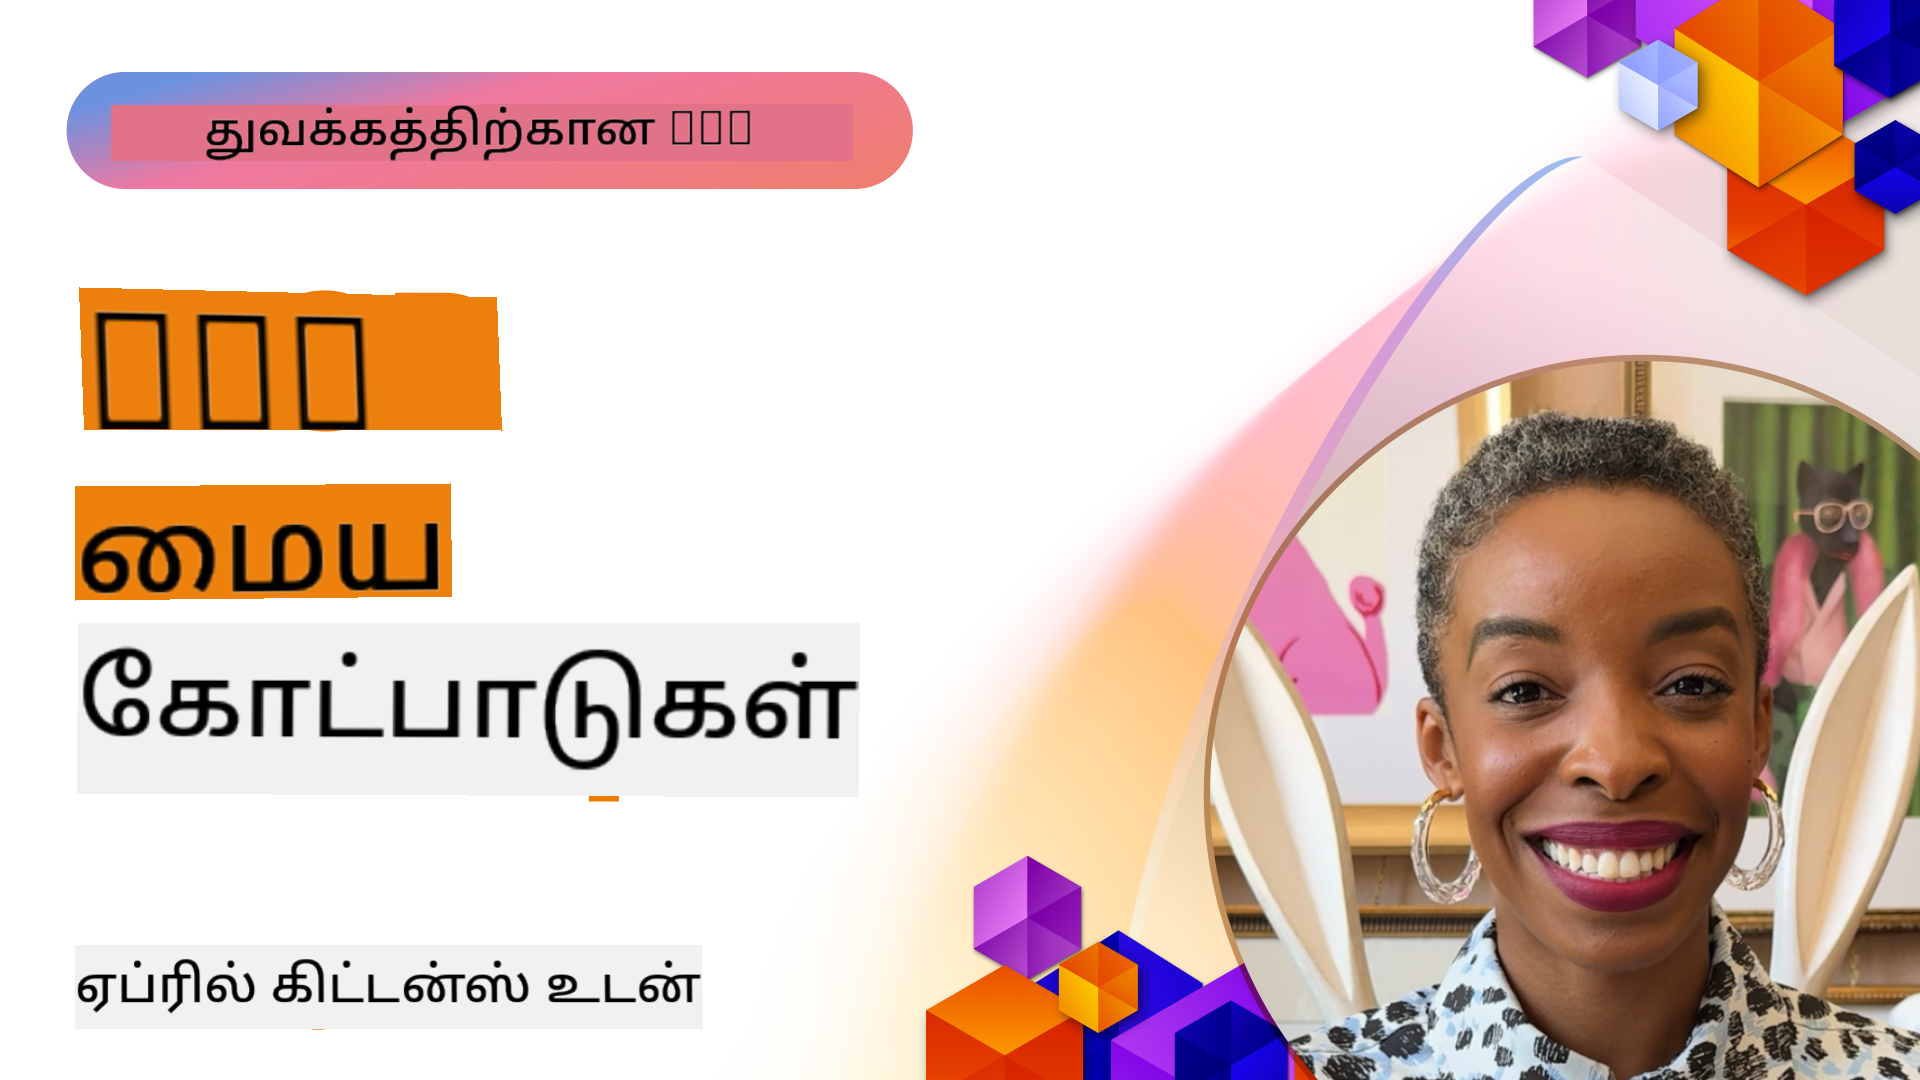 துவக்கத்திற்கான
மைய
கோட்பாடுகள்
ஏப்ரில் கிட்டன்ஸ் உடன்